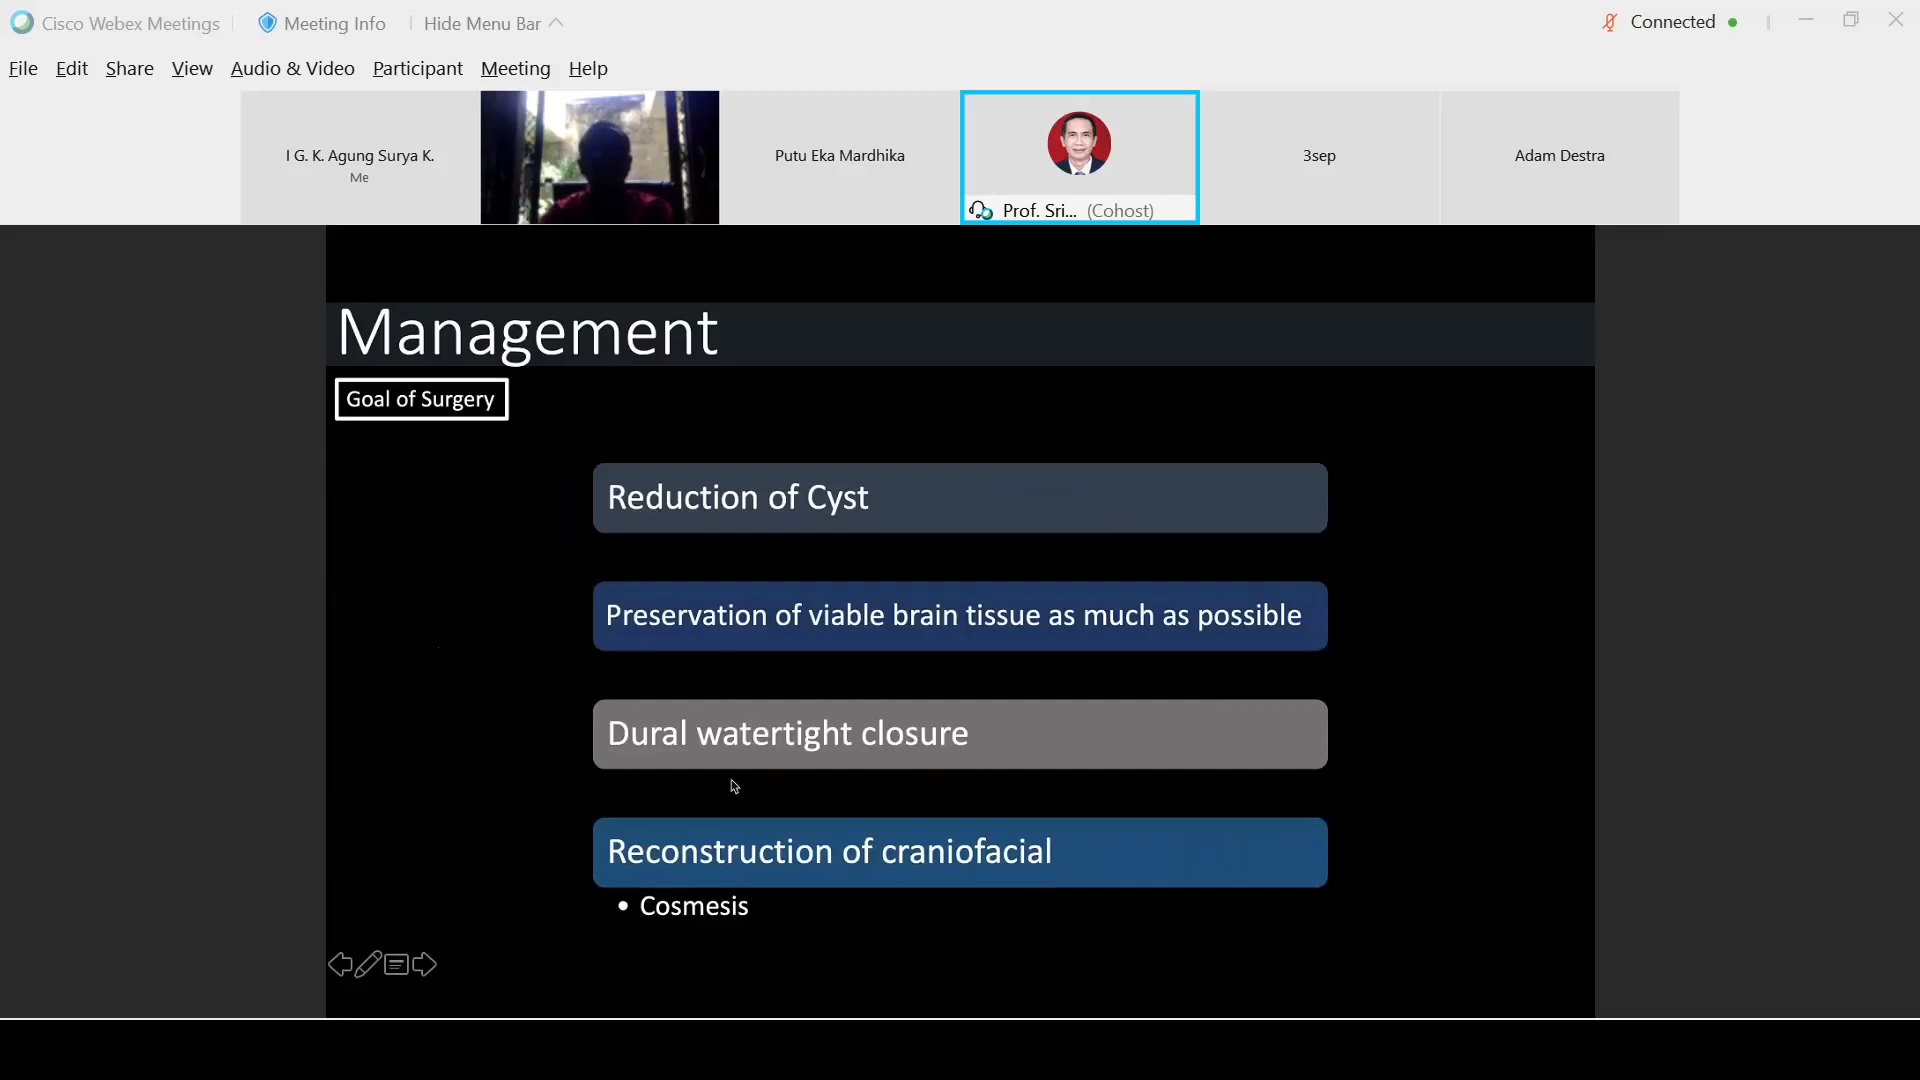 Cisco Webex Meetings
Meeting Info
Hide Menu Bar
Connected
File Edit Share View Audio & Video Participant Meeting Help
I G. K. Agung Surya K.
Me
Putu Eka Mardhika
Prof. Sri... (Cohost)
3sep
Adam Destra
Management
Goal of Surgery
Reduction of Cyst
Preservation of viable brain tissue as much as possible
Dural watertight closure
Reconstruction of craniofacial
• Cosmesis